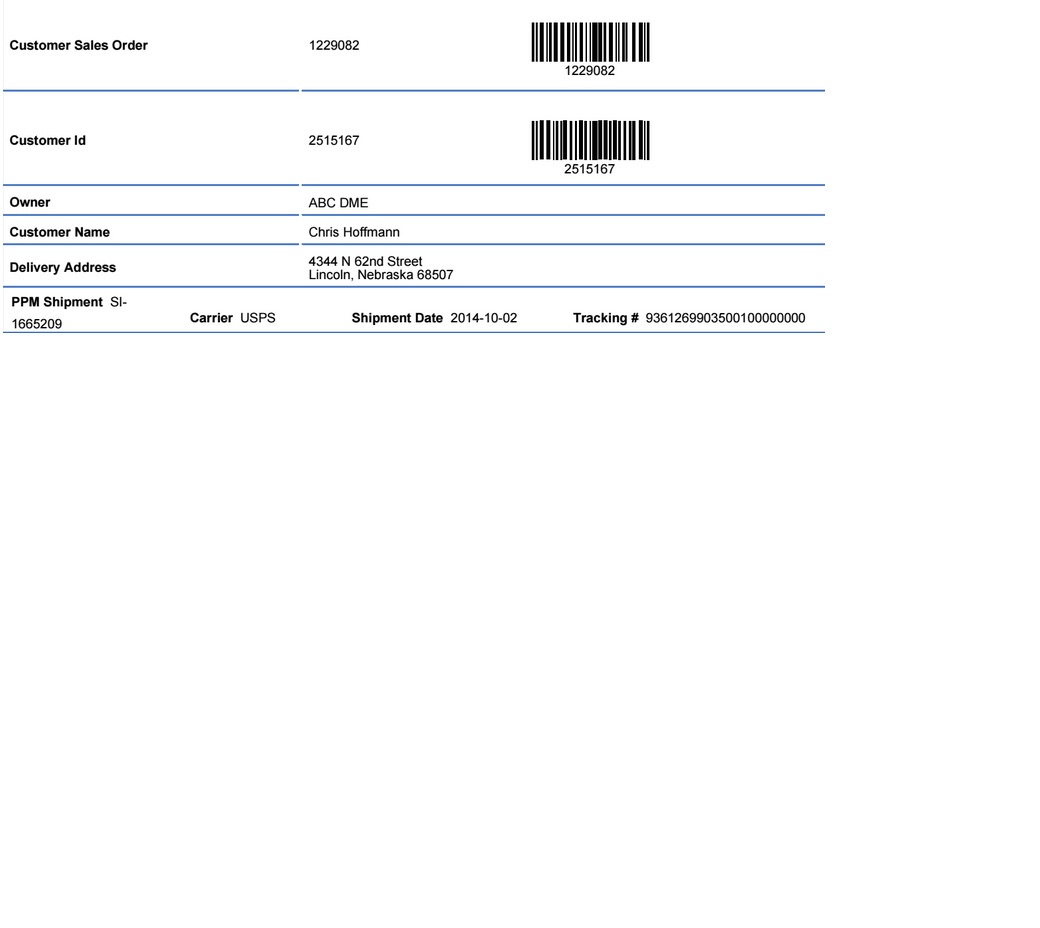 Customer Sales Order 1229082
1229082
Customer Id 2515167
2515167
Owner ABC DME
Customer Name Chris Hoffmann
Delivery Address 4344 N 62nd Street
Lincoln, Nebraska 68507
PPM Shipment SI-
1665209 Carrier USPS Shipment Date 2014-10-02 Tracking # 9361269903500100000000